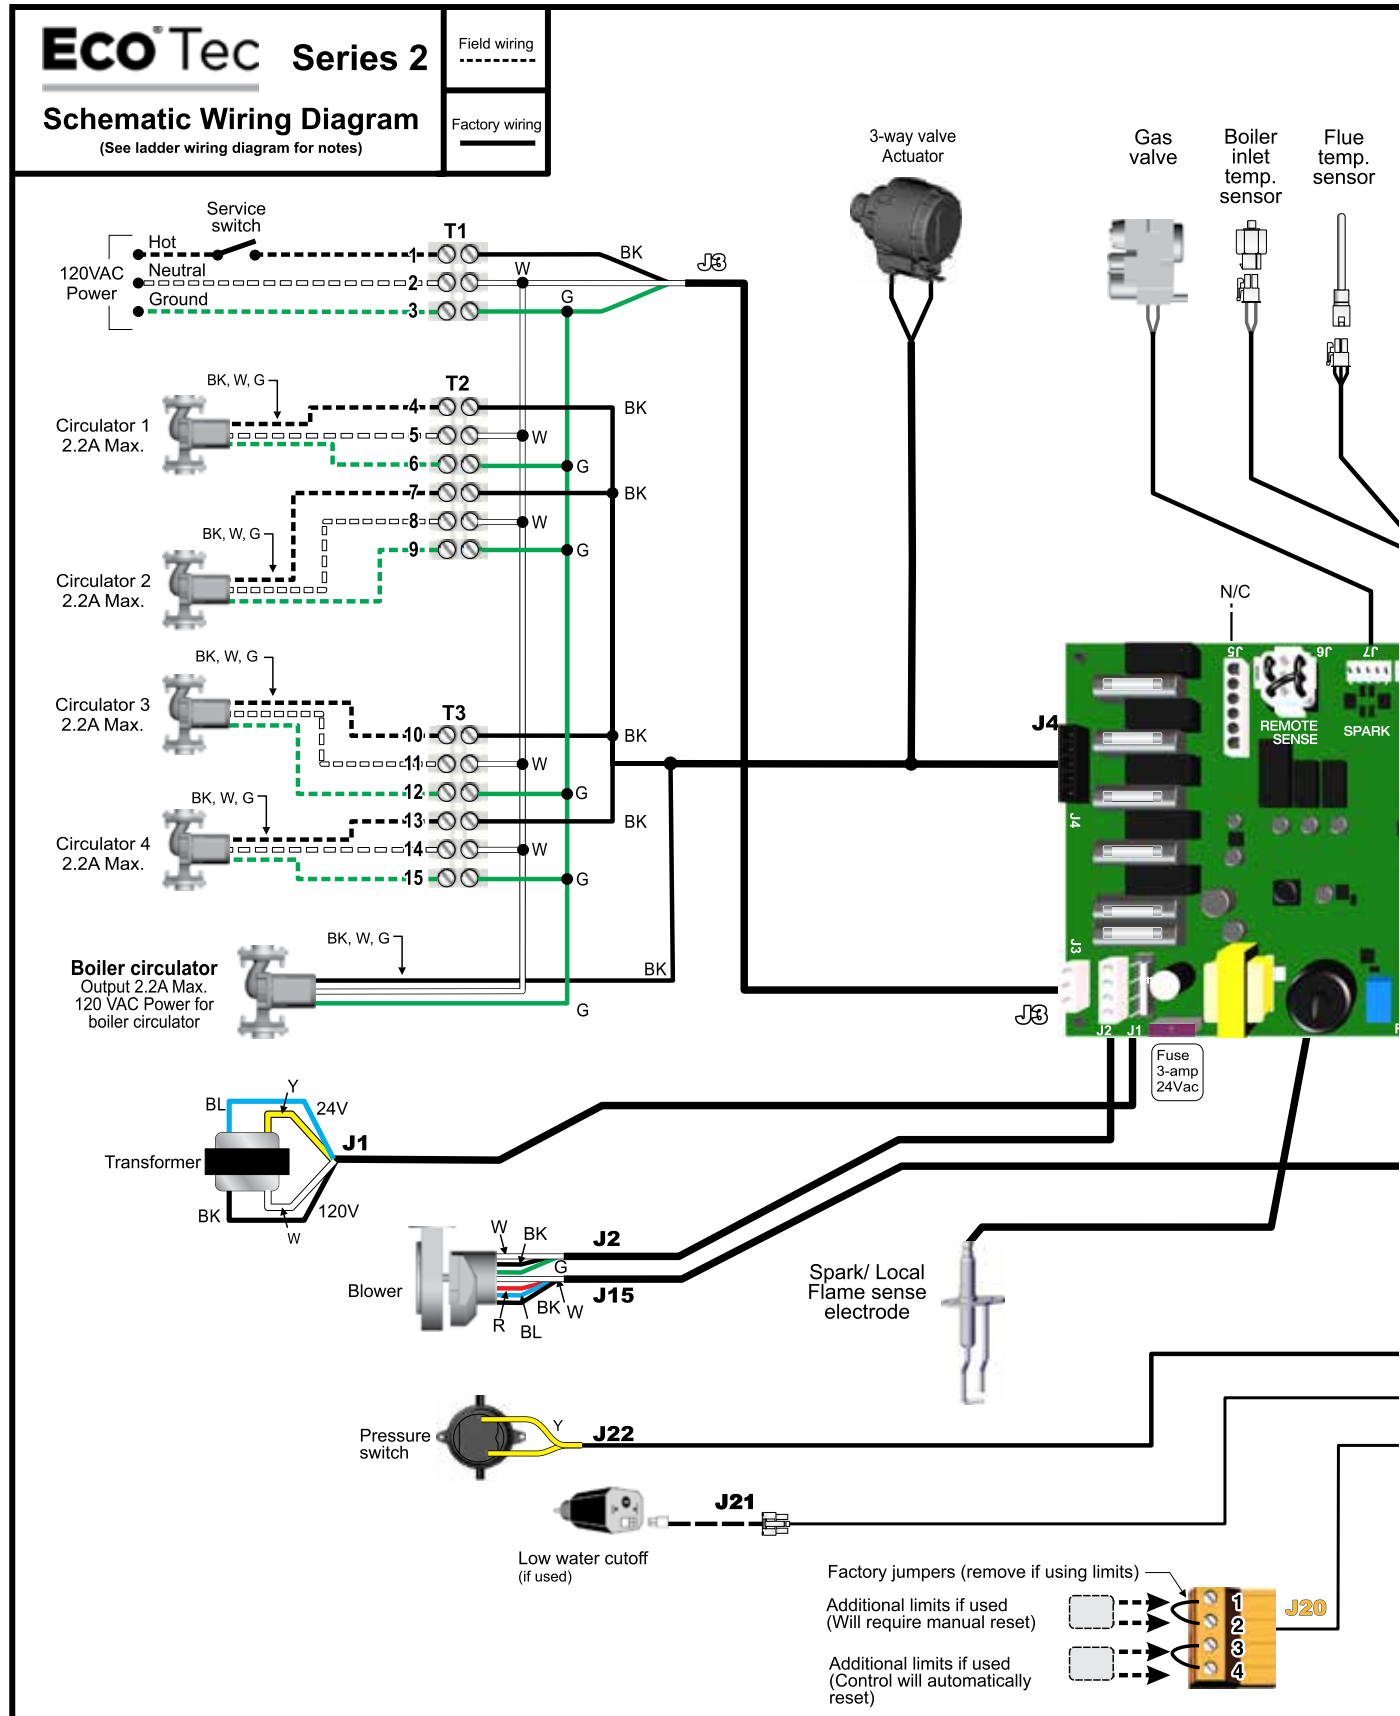 ECO Tec Series 2
Schematic Wiring Diagram
(See ladder wiring diagram for notes)
Field wiring
Factory wiring
3-way valve
Actuator
Gas
valve
Boiler
inlet
temp.
sensor
Flue
temp.
sensor
Service
switch
Hot
Neutral
Ground
120VAC
Power
T1
1
2
3
BK
W
G
J3
BK, W, G
Circulator 1
2.2A Max.
T2
4
5
6
7
8
9
BK
W
G
BK
W
G
BK, W, G
Circulator 2
2.2A Max.
BK, W, G
Circulator 3
2.2A Max.
T3
10
11
12
13
14
15
BK
W
G
BK
W
G
BK, W, G
Circulator 4
2.2A Max.
BK, W, G
Boiler circulator
Output 2.2A Max.
120 VAC Power for
boiler circulator
BK
G
N/C
J5
J6
J7
REMOTE
SENSE
SPARK
J4
J4
J3
J3
J2
J1
Fuse
3-amp
24Vac
Y
BL
24V
J1
Transformer
BK
W
120V
W
BK
J2
G
Blower
J15
BK
W
R
BL
Spark/ Local
Flame sense
electrode
Pressure
switch
Y
J22
J21
Low water cutoff
(if used)
Factory jumpers (remove if using limits)
Additional limits if used
(Will require manual reset)
Additional limits if used
(Control will automatically
reset)
1
2
3
4
J20